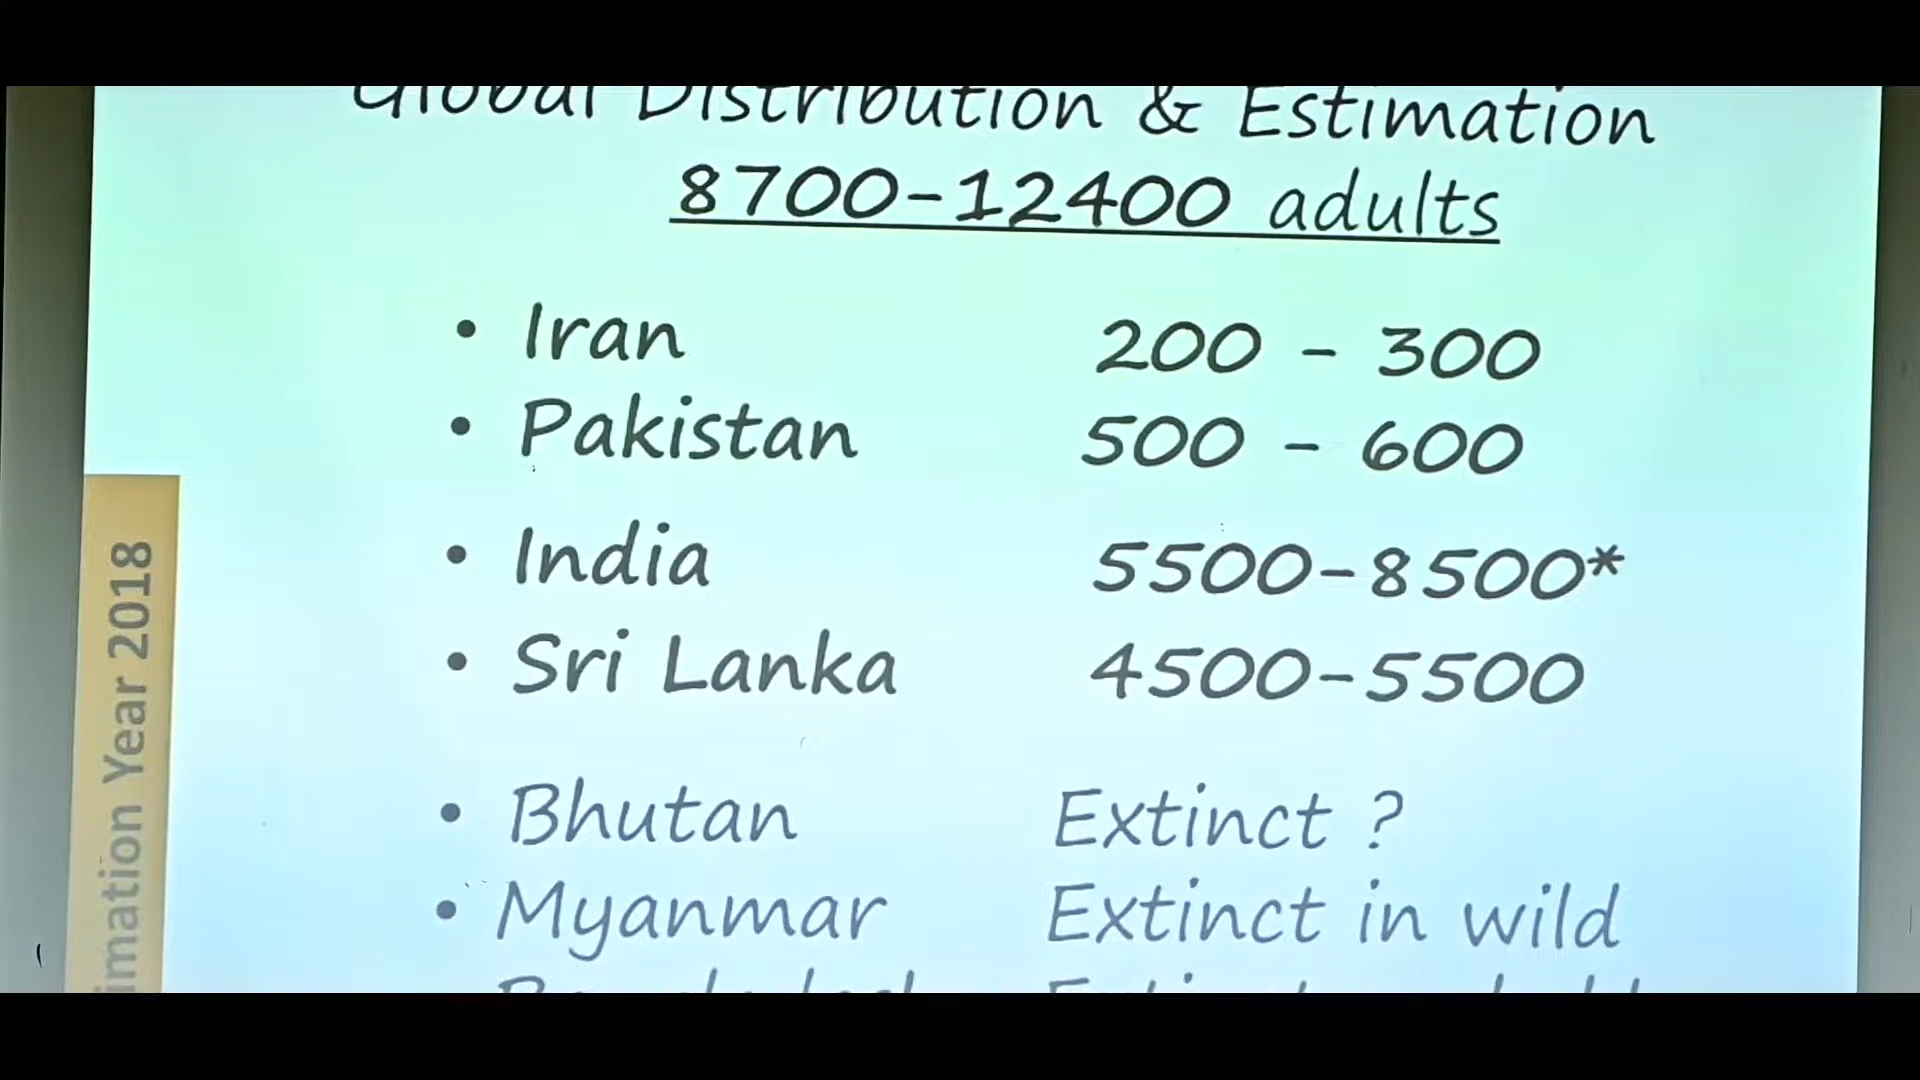 Global Distribution & Estimation
8700-12400 adults
• Iran 200 - 300
• Pakistan 500 - 600
• India 5500-8500*
• Sri Lanka 4500-5500
• Bhutan Extinct ?
• Myanmar Extinct in wild
imation Year 2018